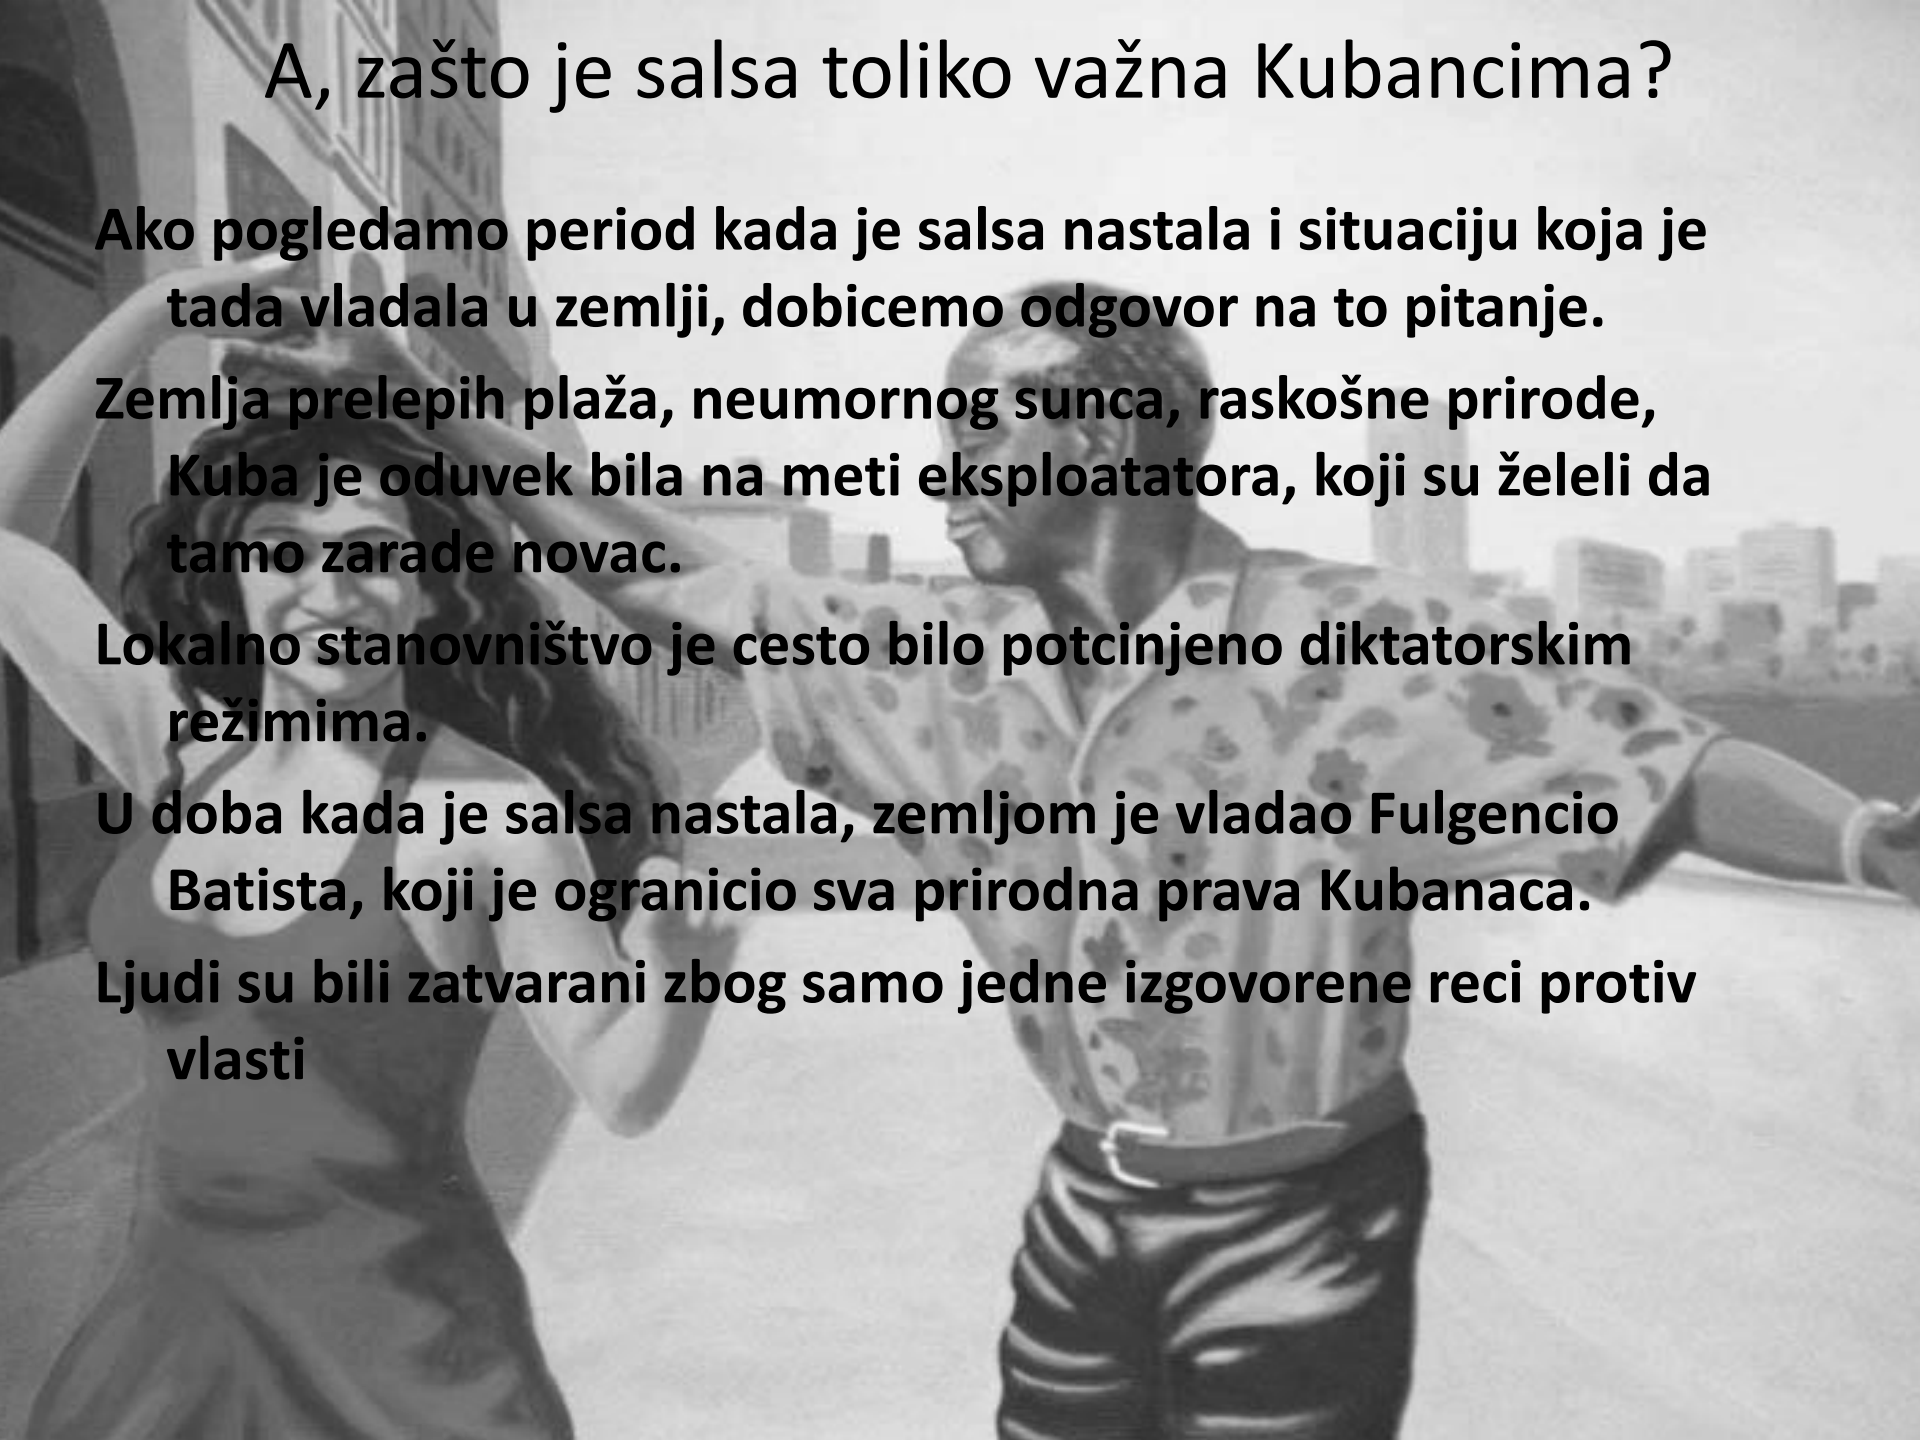 A, zašto je salsa toliko važna Kubancima?
Ako pogledamo period kada je salsa nastala i situaciju koja je
tada vladala u zemlji, dobicemo odgovor na to pitanje.
Zemlja prelepih plaža, neumornog sunca, raskošne prirode,
Kuba je oduvek bila na meti eksploatatora, koji su želeli da
tamo zarade novac.
Lokalno stanovništvo je cesto bilo potcinjeno diktatorskim
režimima.
U doba kada je salsa nastala, zemljom je vladao Fulgencio
Batista, koji je ogranicio sva prirodna prava Kubanaca.
Ljudi su bili zatvarani zbog samo jedne izgovorene reci protiv
vlasti